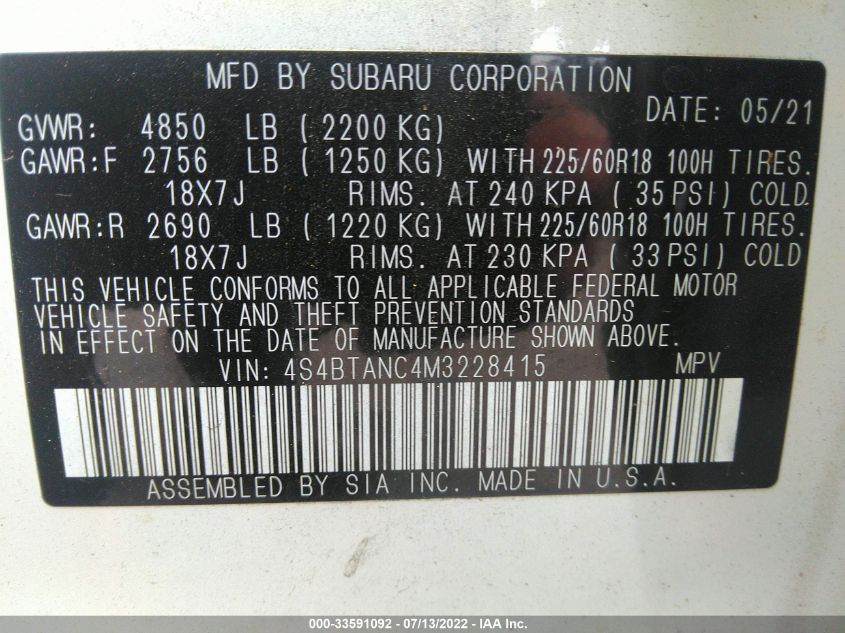 MFD BY SUBARU CORPORATION
DATE: 05/21
GVWR: 4850 LB ( 2200 KG)
GAWR:F 2756 LB ( 1250 KG) WITH 225/60R18 100H TIRES.
18X7J RIMS. AT 240 KPA ( 35 PSI) COLD.
GAWR:R 2690 LB ( 1220 KG) WITH 225/60R18 100H TIRES.
18X7J RIMS. AT 230 KPA ( 33 PSI) COLD
THIS VEHICLE CONFORMS TO ALL APPLICABLE FEDERAL MOTOR
VEHICLE SAFETY AND THEFT PREVENTION STANDARDS
IN EFFECT ON THE DATE OF MANUFACTURE SHOWN ABOVE.
VIN: 4S4BTANC4M3228415 MPV
ASSEMBLED BY SIA INC. MADE IN U.S.A.
000-33591092 - 07/13/2022 - IAA Inc.